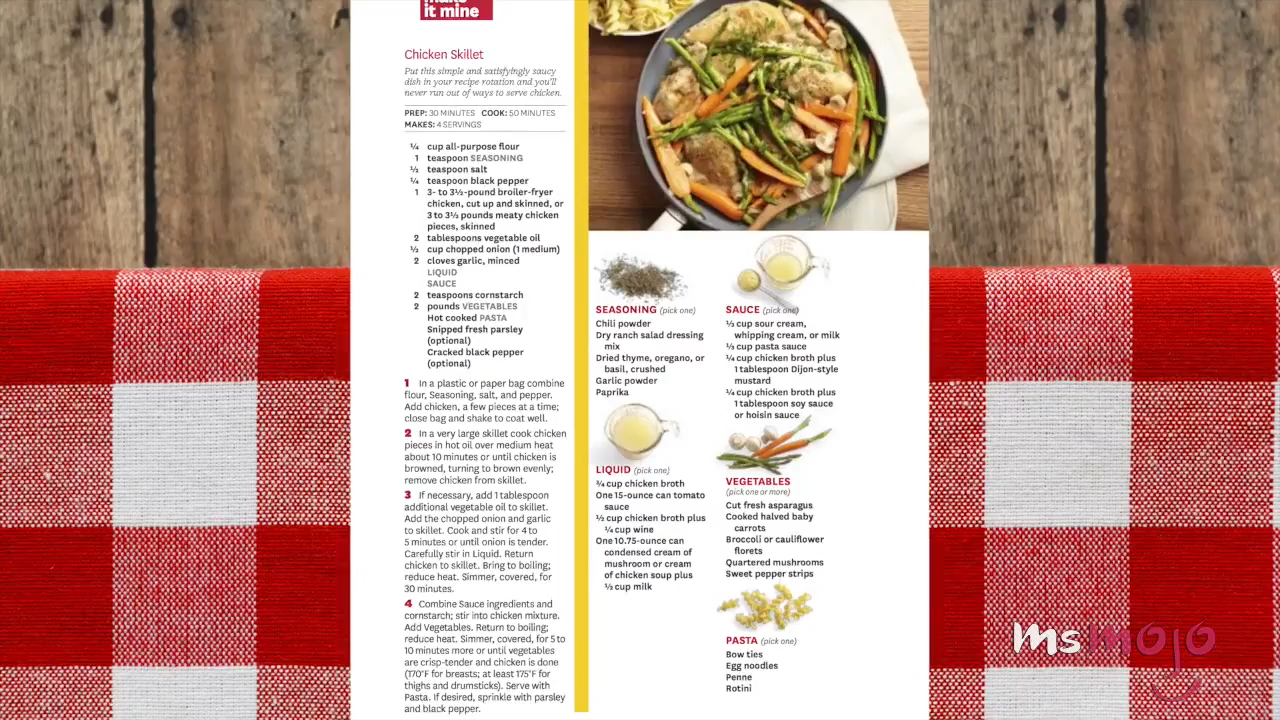 make
it mine
Chicken Skillet
Put this simple and satisfyingly saucy
dish in your recipe rotation and you'll
never run out of ways to serve chicken.
PREP: 30 MINUTES COOK: 50 MINUTES
MAKES: 4 SERVINGS
¼ cup all-purpose flour
1 teaspoon SEASONING
½ teaspoon salt
¼ teaspoon black pepper
1 3- to 3½-pound broiler-fryer
chicken, cut up and skinned, or
3 to 3½ pounds meaty chicken
pieces, skinned
2 tablespoons vegetable oil
½ cup chopped onion (1 medium)
2 cloves garlic, minced
LIQUID
SAUCE
2 teaspoons cornstarch
2 pounds VEGETABLES
Hot cooked PASTA
Snipped fresh parsley
(optional)
Cracked black pepper
(optional)
1 In a plastic or paper bag combine
flour, Seasoning, salt, and pepper.
Add chicken, a few pieces at a time;
close bag and shake to coat well.
2 In a very large skillet cook chicken
pieces in hot oil over medium heat
about 10 minutes or until chicken is
browned, turning to brown evenly;
remove chicken from skillet.
3 If necessary, add 1 tablespoon
additional vegetable oil to skillet.
Add the chopped onion and garlic
to skillet. Cook and stir for 4 to
5 minutes or until onion is tender.
Carefully stir in Liquid. Return
chicken to skillet. Bring to boiling;
reduce heat. Simmer, covered, for
30 minutes.
4 Combine Sauce ingredients and
cornstarch; stir into chicken mixture.
Add Vegetables. Return to boiling;
reduce heat. Simmer, covered, for 5 to
10 minutes more or until vegetables
are crisp-tender and chicken is done
(170°F for breasts; at least 175°F for
thighs and drumsticks). Serve with
Pasta. If desired, sprinkle with parsley
and black pepper.
SEASONING (pick one)
Chili powder
Dry ranch salad dressing
mix
Dried thyme, oregano, or
basil, crushed
Garlic powder
Paprika
LIQUID (pick one)
¾ cup chicken broth
One 15-ounce can tomato
sauce
½ cup chicken broth plus
¼ cup wine
One 10.75-ounce can
condensed cream of
mushroom or cream
of chicken soup plus
⅓ cup milk
SAUCE (pick one)
⅓ cup sour cream,
whipping cream, or milk
⅓ cup pasta sauce
¼ cup chicken broth plus
1 tablespoon Dijon-style
mustard
¼ cup chicken broth plus
1 tablespoon soy sauce
or hoisin sauce
VEGETABLES
(pick one or more)
Cut fresh asparagus
Cooked halved baby
carrots
Broccoli or cauliflower
florets
Quartered mushrooms
Sweet pepper strips
PASTA (pick one)
Bow ties
Egg noodles
Penne
Rotini
MsMojo